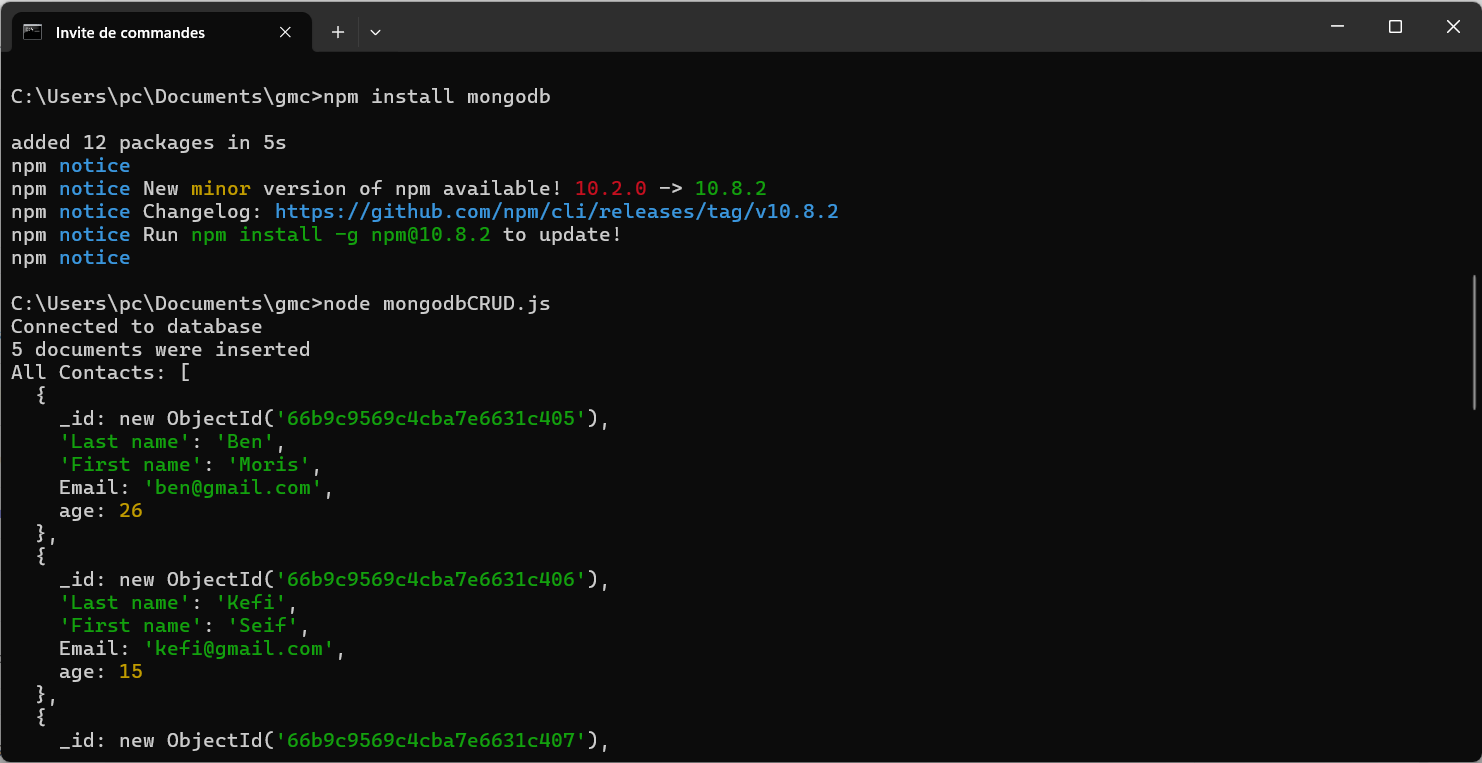 Invite de commandes
C:\Users\pc\Documents\gmc>npm install mongodb
added 12 packages in 5s
npm notice
npm notice New minor version of npm available! 10.2.0 -> 10.8.2
npm notice Changelog: https://github.com/npm/cli/releases/tag/v10.8.2
npm notice Run npm install -g npm@10.8.2 to update!
npm notice
C:\Users\pc\Documents\gmc>node mongodbCRUD.js
Connected to database
5 documents were inserted
All Contacts: [
  {
    _id: new ObjectId('66b9c9569c4cba7e6631c405'),
    'Last name': 'Ben',
    'First name': 'Moris',
    Email: 'ben@gmail.com',
    age: 26
  },
  {
    _id: new ObjectId('66b9c9569c4cba7e6631c406'),
    'Last name': 'Kefi',
    'First name': 'Seif',
    Email: 'kefi@gmail.com',
    age: 15
  },
  {
    _id: new ObjectId('66b9c9569c4cba7e6631c407'),